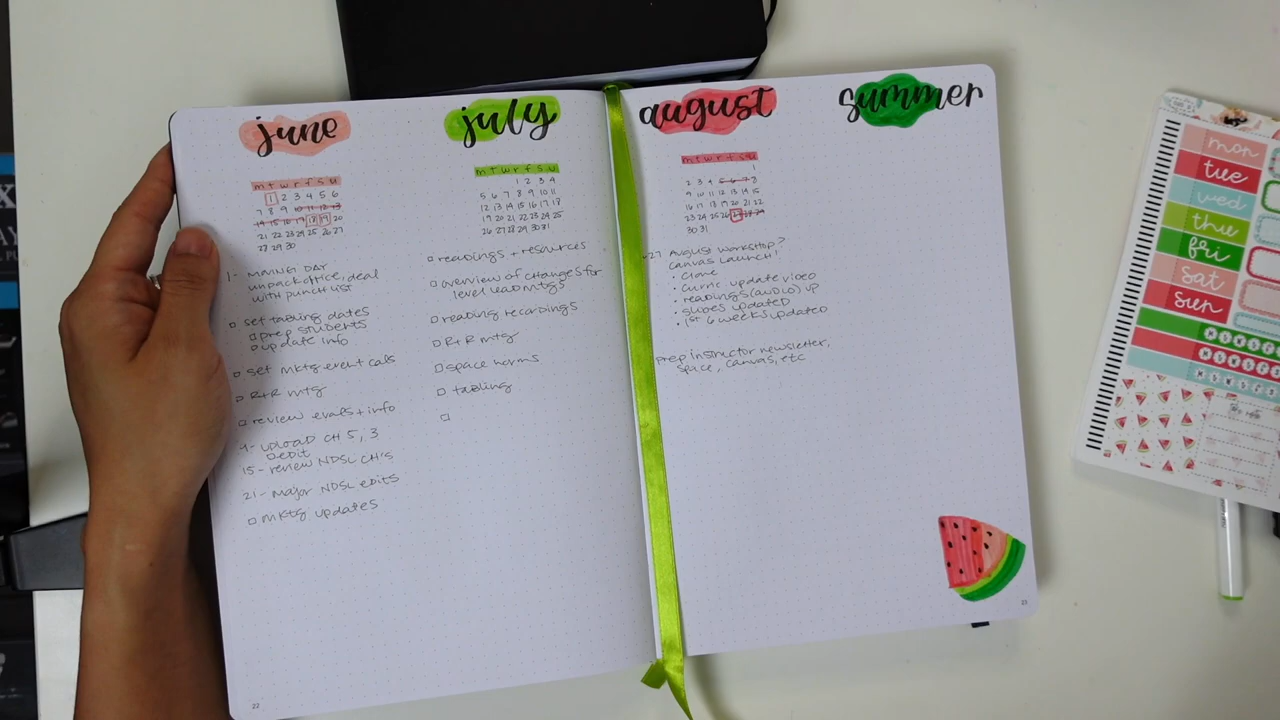 june
m t w r f s u
1 2 3 4 5 6
7 8 9 10 11 12 13
14 15 16 17 18 19 20
21 22 23 24 25 26 27
28 29 30
1- MOVING DAY
unpack office, deal
with punch list
set tabling dates
prep students
update info
set mktg event cals
R+R mtg
review evals + info
upload CH 5, 3
edit
15- review NDSL CH's
21- Major NDSL edits
mktg updates
22
july
m t w r f s u
1 2 3 4
5 6 7 8 9 10 11
12 13 14 15 16 17 18
19 20 21 22 23 24 25
26 27 28 29 30 31
readings + resources
overview of changes for
level lead mtgs
reading recordings
R+R mtg
space norms
tabling
august
m t w r f s u
1
2 3 4 5 6 7 8
9 10 11 12 13 14 15
16 17 18 19 20 21 22
23 24 25 26 27 28 29
30 31
27 August Workshop?
Canvas Launch!
• Clone
• curric update video
• readings (audio) up
• slides updated
• 1st 6 weeks updated
Prep instructor newsletter,
space, canvas, etc
summer
23
mon
tue
wed
thu
fri
sat
sun